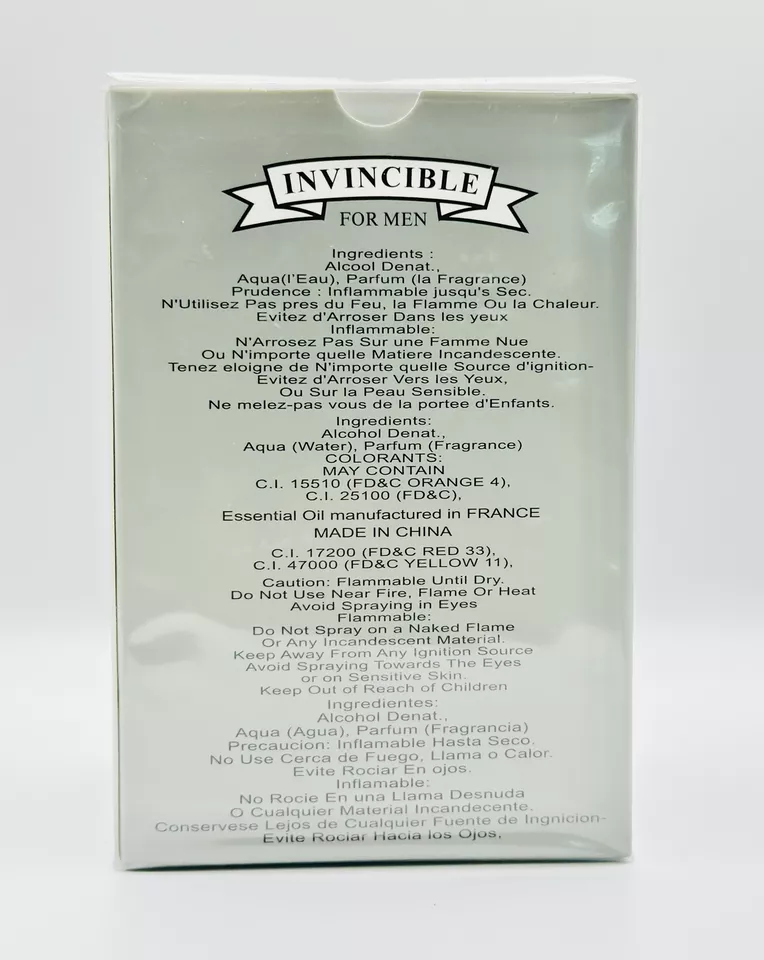 INVINCIBLE
FOR MEN
Ingredients :
Alcool Denat.,
Aqua(l'Eau), Parfum (la Fragrance)
Prudence : Inflammable jusqu's Sec.
N'Utilisez Pas pres du Feu, la Flamme Ou la Chaleur.
Evitez d'Arroser Dans les yeux
Inflammable:
N'Arrosez Pas Sur une Famme Nue
Ou N'importe quelle Matiere Incandescente.
Tenez eloigne de N'importe quelle Source d'ignition-
Evitez d'Arroser Vers les Yeux,
Ou Sur la Peau Sensible.
Ne melez-pas vous de la portee d'Enfants.
Ingredients:
Alcohol Denat.,
Aqua (Water), Parfum (Fragrance)
COLORANTS:
MAY CONTAIN
C.I. 15510 (FD&C ORANGE 4),
C.I. 25100 (FD&C),
Essential Oil manufactured in FRANCE
MADE IN CHINA
C.I. 17200 (FD&C RED 33),
C.I. 47000 (FD&C YELLOW 11),
Caution: Flammable Until Dry.
Do Not Use Near Fire, Flame Or Heat
Avoid Spraying in Eyes
Flammable:
Do Not Spray on a Naked Flame
Or Any Incandescent Material.
Keep Away From Any Ignition Source
Avoid Spraying Towards The Eyes
or on Sensitive Skin.
Keep Out of Reach of Children
Ingredientes:
Alcohol Denat.,
Aqua (Agua), Parfum (Fragrancia)
Precaucion: Inflamable Hasta Seco.
No Use Cerca de Fuego, Llama o Calor.
Evite Rociar En ojos.
Inflamable:
No Rocie En una Llama Desnuda
O Cualquier Material Incandecente.
Conservese Lejos de Cualquier Fuente de Ingnicion-
Evite Rociar Hacia los Ojos,